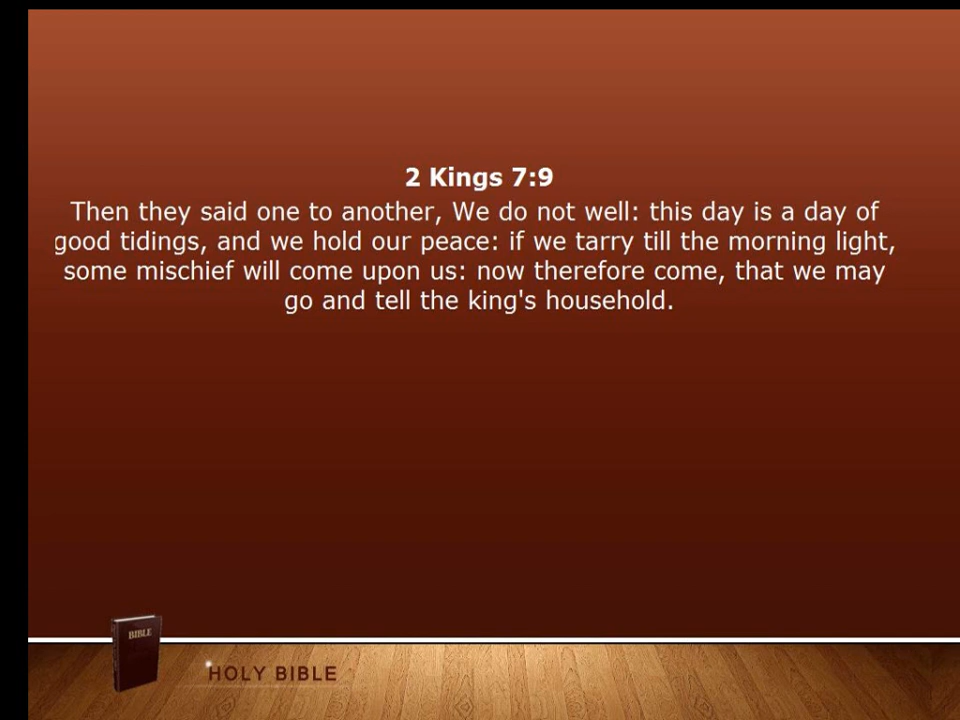 2 Kings 7:9
Then they said one to another, We do not well: this day is a day of
good tidings, and we hold our peace: if we tarry till the morning light,
some mischief will come upon us: now therefore come, that we may
go and tell the king's household.
BIBLE
HOLY BIBLE